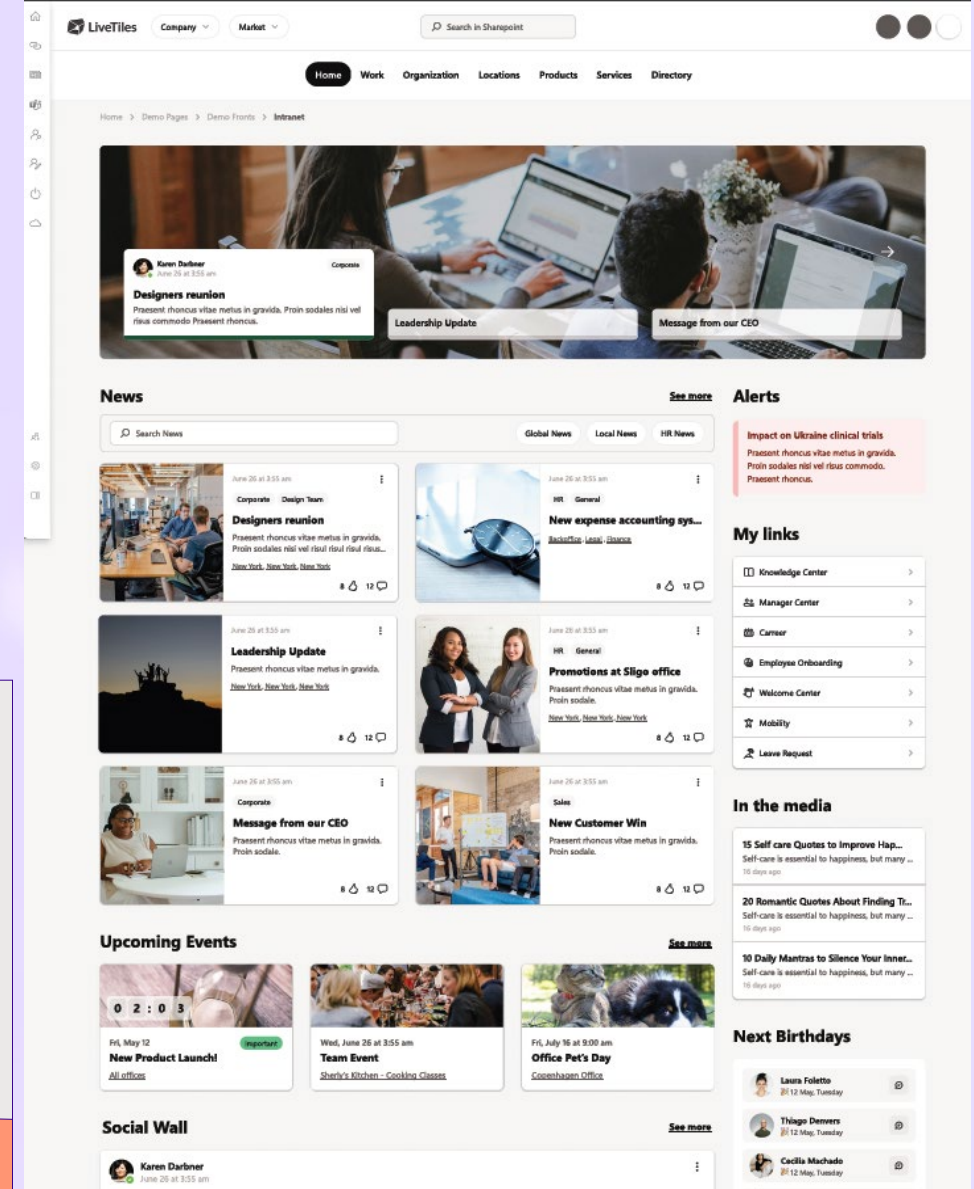 LiveTiles
Company
Market
Search in Sharepoint
Home
Work
Organization
Locations
Products
Services
Directory
Home > Demo Pages > Demo Fronts > Intranet
Karen Darbner
June 26 at 3:55 am
Corporate
Designers reunion
Praesent rhoncus vitae metus in gravida. Proin sodales nisi vel
risus commodo Praesent rhoncus.
Leadership Update
Message from our CEO
News
See more
Search News
Global News
Local News
HR News
June 26 at 3:55 am
Corporate
Design Team
Designers reunion
Praesent rhoncus vitae metus in gravida.
Proin sodales nisi vel risul risul risul risus...
New York, New York, New York
8
12
June 26 at 3:55 am
HR
General
New expense accounting sys...
Backoffice, Legal, Finance
8
12
June 26 at 3:55 am
Leadership Update
Praesent rhoncus vitae metus in gravida.
New York, New York, New York
8
12
June 26 at 3:55 am
HR
General
Promotions at Sligo office
Praesent rhoncus vitae metus in gravida.
Proin sodale.
New York, New York, New York
8
12
June 26 at 3:55 am
Corporate
Message from our CEO
Praesent rhoncus vitae metus in gravida.
Proin sodale.
8
12
June 26 at 3:55 am
Sales
New Customer Win
Praesent rhoncus vitae metus in gravida.
Proin sodale.
8
12
Upcoming Events
See more
0 2 : 0 3
Fri, May 12
Important
New Product Launch!
All offices
Wed, June 26 at 3:55 am
Team Event
Sherly's Kitchen - Cooking Classes
Fri, July 16 at 9:00 am
Office Pet's Day
Copenhagen Office
Social Wall
See more
Karen Darbner
June 26 at 3:55 am
Alerts
Impact on Ukraine clinical trials
Praesent rhoncus vitae metus in gravida.
Proin sodales nisl vel risus commodo.
Praesent rhoncus.
My links
Knowledge Center
Manager Center
Carreer
Employee Onboarding
Welcome Center
Mobility
Leave Request
In the media
15 Self care Quotes to Improve Hap...
Self-care is essential to happiness, but many ...
16 days ago
20 Romantic Quotes About Finding Tr...
Self-care is essential to happiness, but many ...
16 days ago
10 Daily Mantras to Silence Your Inner...
Self-care is essential to happiness, but many ...
16 days ago
Next Birthdays
Laura Foletto
12 May, Tuesday
Thiago Denvers
12 May, Tuesday
Cecilia Machado
12 May, Tuesday